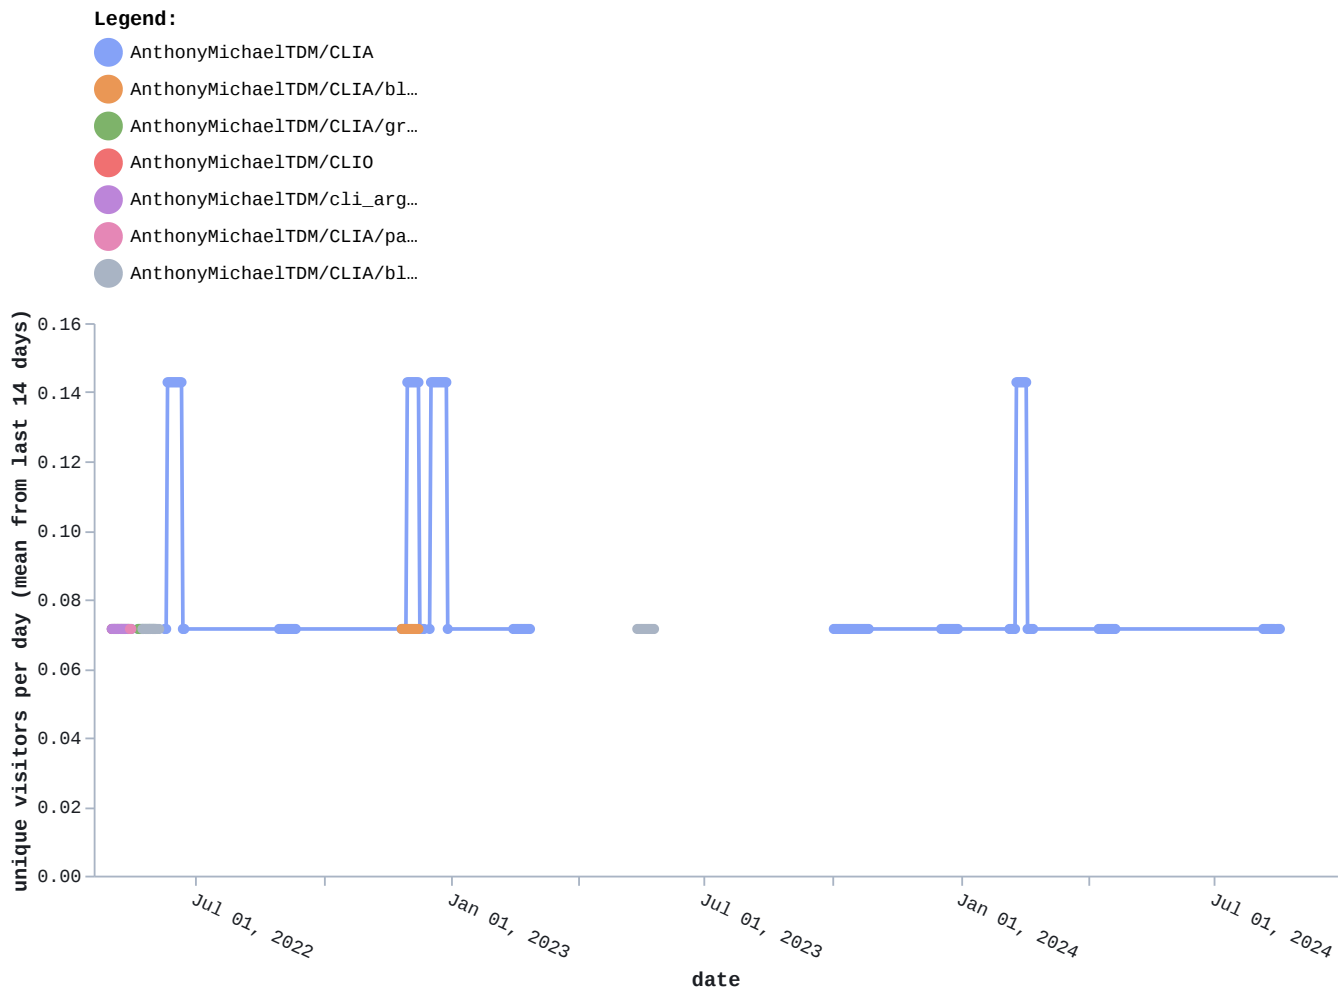 Legend:
AnthonyMichaelTDM/CLIA
AnthonyMichaelTDM/CLIA/bl…
AnthonyMichaelTDM/CLIA/gr…
AnthonyMichaelTDM/CLIO
AnthonyMichaelTDM/cli_arg…
AnthonyMichaelTDM/CLIA/pa…
AnthonyMichaelTDM/CLIA/bl…
unique visitors per day (mean from last 14 days)
0.16
0.14
0.12
0.10
0.08
0.06
0.04
0.02
0.00
Jul 01, 2022
Jan 01, 2023
Jul 01, 2023
Jan 01, 2024
Jul 01, 2024
date